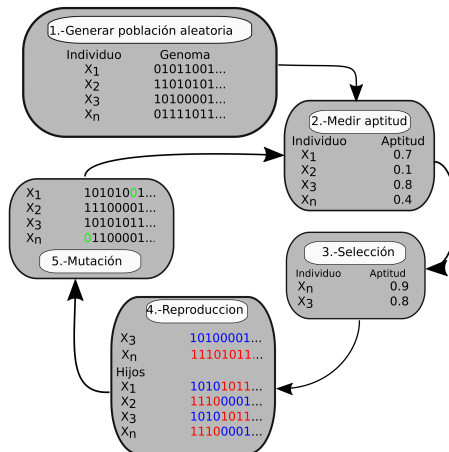 1.-Generar población aleatoria
Individuo Genoma
X1 01011001...
X2 11010101...
X3 10100001...
Xn 01111011...
2.-Medir aptitud
Individuo Aptitud
X1 0.7
X2 0.1
X3 0.8
Xn 0.4
3.-Selección
Individuo Aptitud
Xn 0.9
X3 0.8
4.-Reproduccion
X3 10100001...
Xn 11101011...
Hijos
X1 10101011...
X2 11100001...
X3 10101011...
Xn 11100001...
X1 10101001...
X2 11100001...
X3 10101011...
Xn 01100001...
5.-Mutación